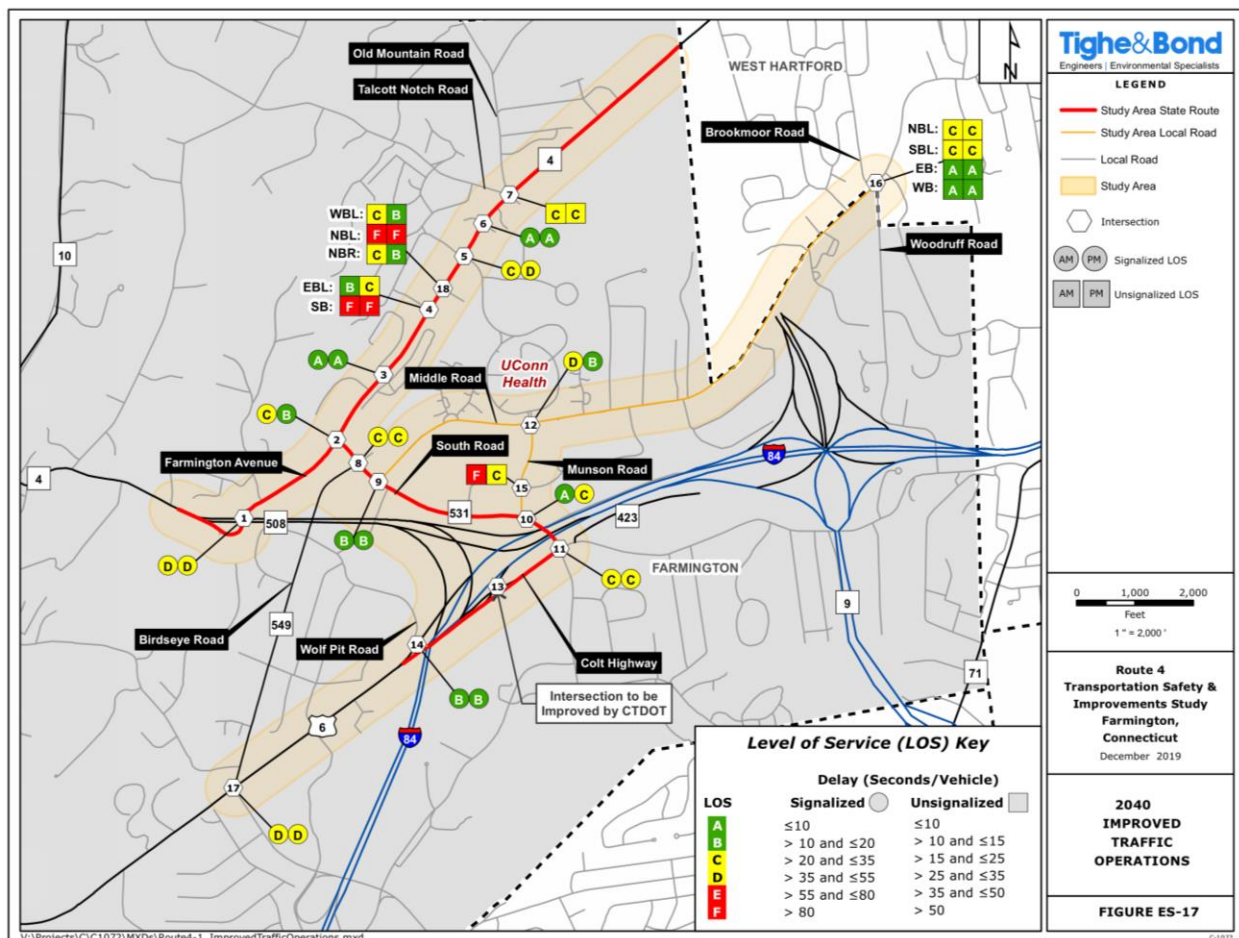 Old Mountain Road
Talcott Notch Road
WEST HARTFORD
N
Brookmoor Road
NBL: C C
SBL: C C
EB: A A
WB: A A
16
Woodruff Road
4
7
C C
6
A A
5
C D
WBL: C B
NBL: F F
NBR: C B
18
EBL: B C
SB: F F
4
10
A A
3
UConn
Health
D B
Middle Road
12
C B
2
C C
8
South Road
9
Farmington Avenue
4
F C
15
Munson Road
84
A C
531
10
423
1
508
B B
11
FARMINGTON
C C
D D
13
9
549
Birdseye Road
Wolf Pit Road
14
Colt Highway
71
Intersection to be
Improved by CTDOT
B B
6
84
17
D D
Level of Service (LOS) Key
Delay (Seconds/Vehicle)
LOS Signalized Unsignalized
A ≤10 ≤10
B > 10 and ≤20 > 10 and ≤15
C > 20 and ≤35 > 15 and ≤25
D > 35 and ≤55 > 25 and ≤35
E > 55 and ≤80 > 35 and ≤50
F > 80 > 50
Tighe&Bond
Engineers | Environmental Specialists
LEGEND
Study Area State Route
Study Area Local Road
Local Road
Study Area
Intersection
AM PM Signalized LOS
AM PM Unsignalized LOS
0 1,000 2,000
Feet
1 " = 2,000 '
Route 4
Transportation Safety &
Improvements Study
Farmington,
Connecticut
December 2019
2040
IMPROVED
TRAFFIC
OPERATIONS
FIGURE ES-17
V:\Projects\C\C1072\MXDs\Route4-1_ImprovedTrafficOperations.mxd